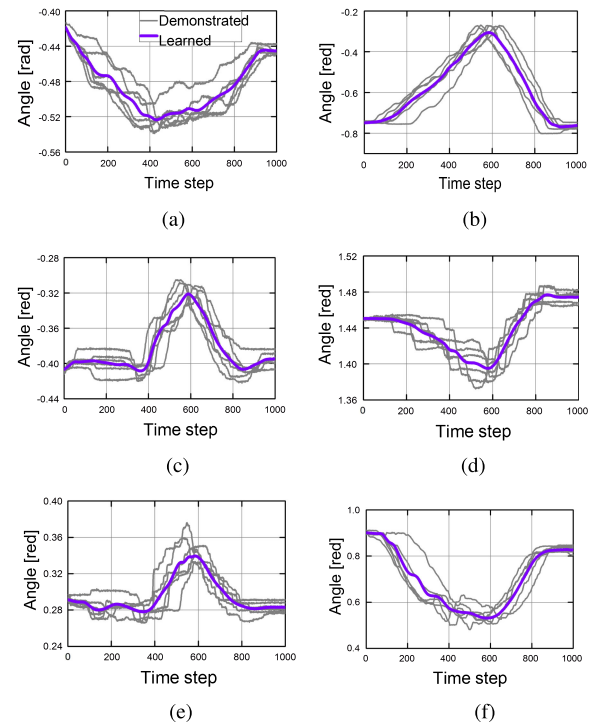 -0.40
-0.44
-0.48
-0.52
-0.56
Angle [rad]
Demonstrated
Learned
0 200 400 600 800 1000
Time step
(a)
-0.2
-0.4
-0.6
-0.8
Angle [red]
0 200 400 600 800 1000
Time step
(b)
-0.28
-0.32
-0.36
-0.40
-0.44
Angle [red]
0 200 400 600 800 1000
Time step
(c)
1.52
1.48
1.44
1.40
1.36
Angle [red]
0 200 400 600 800 1000
Time step
(d)
0.40
0.36
0.32
0.28
0.24
Angle [red]
0 200 400 600 800 1000
Time step
(e)
1.0
0.8
0.6
0.4
Angle [red]
0 200 400 600 800 1000
Time step
(f)